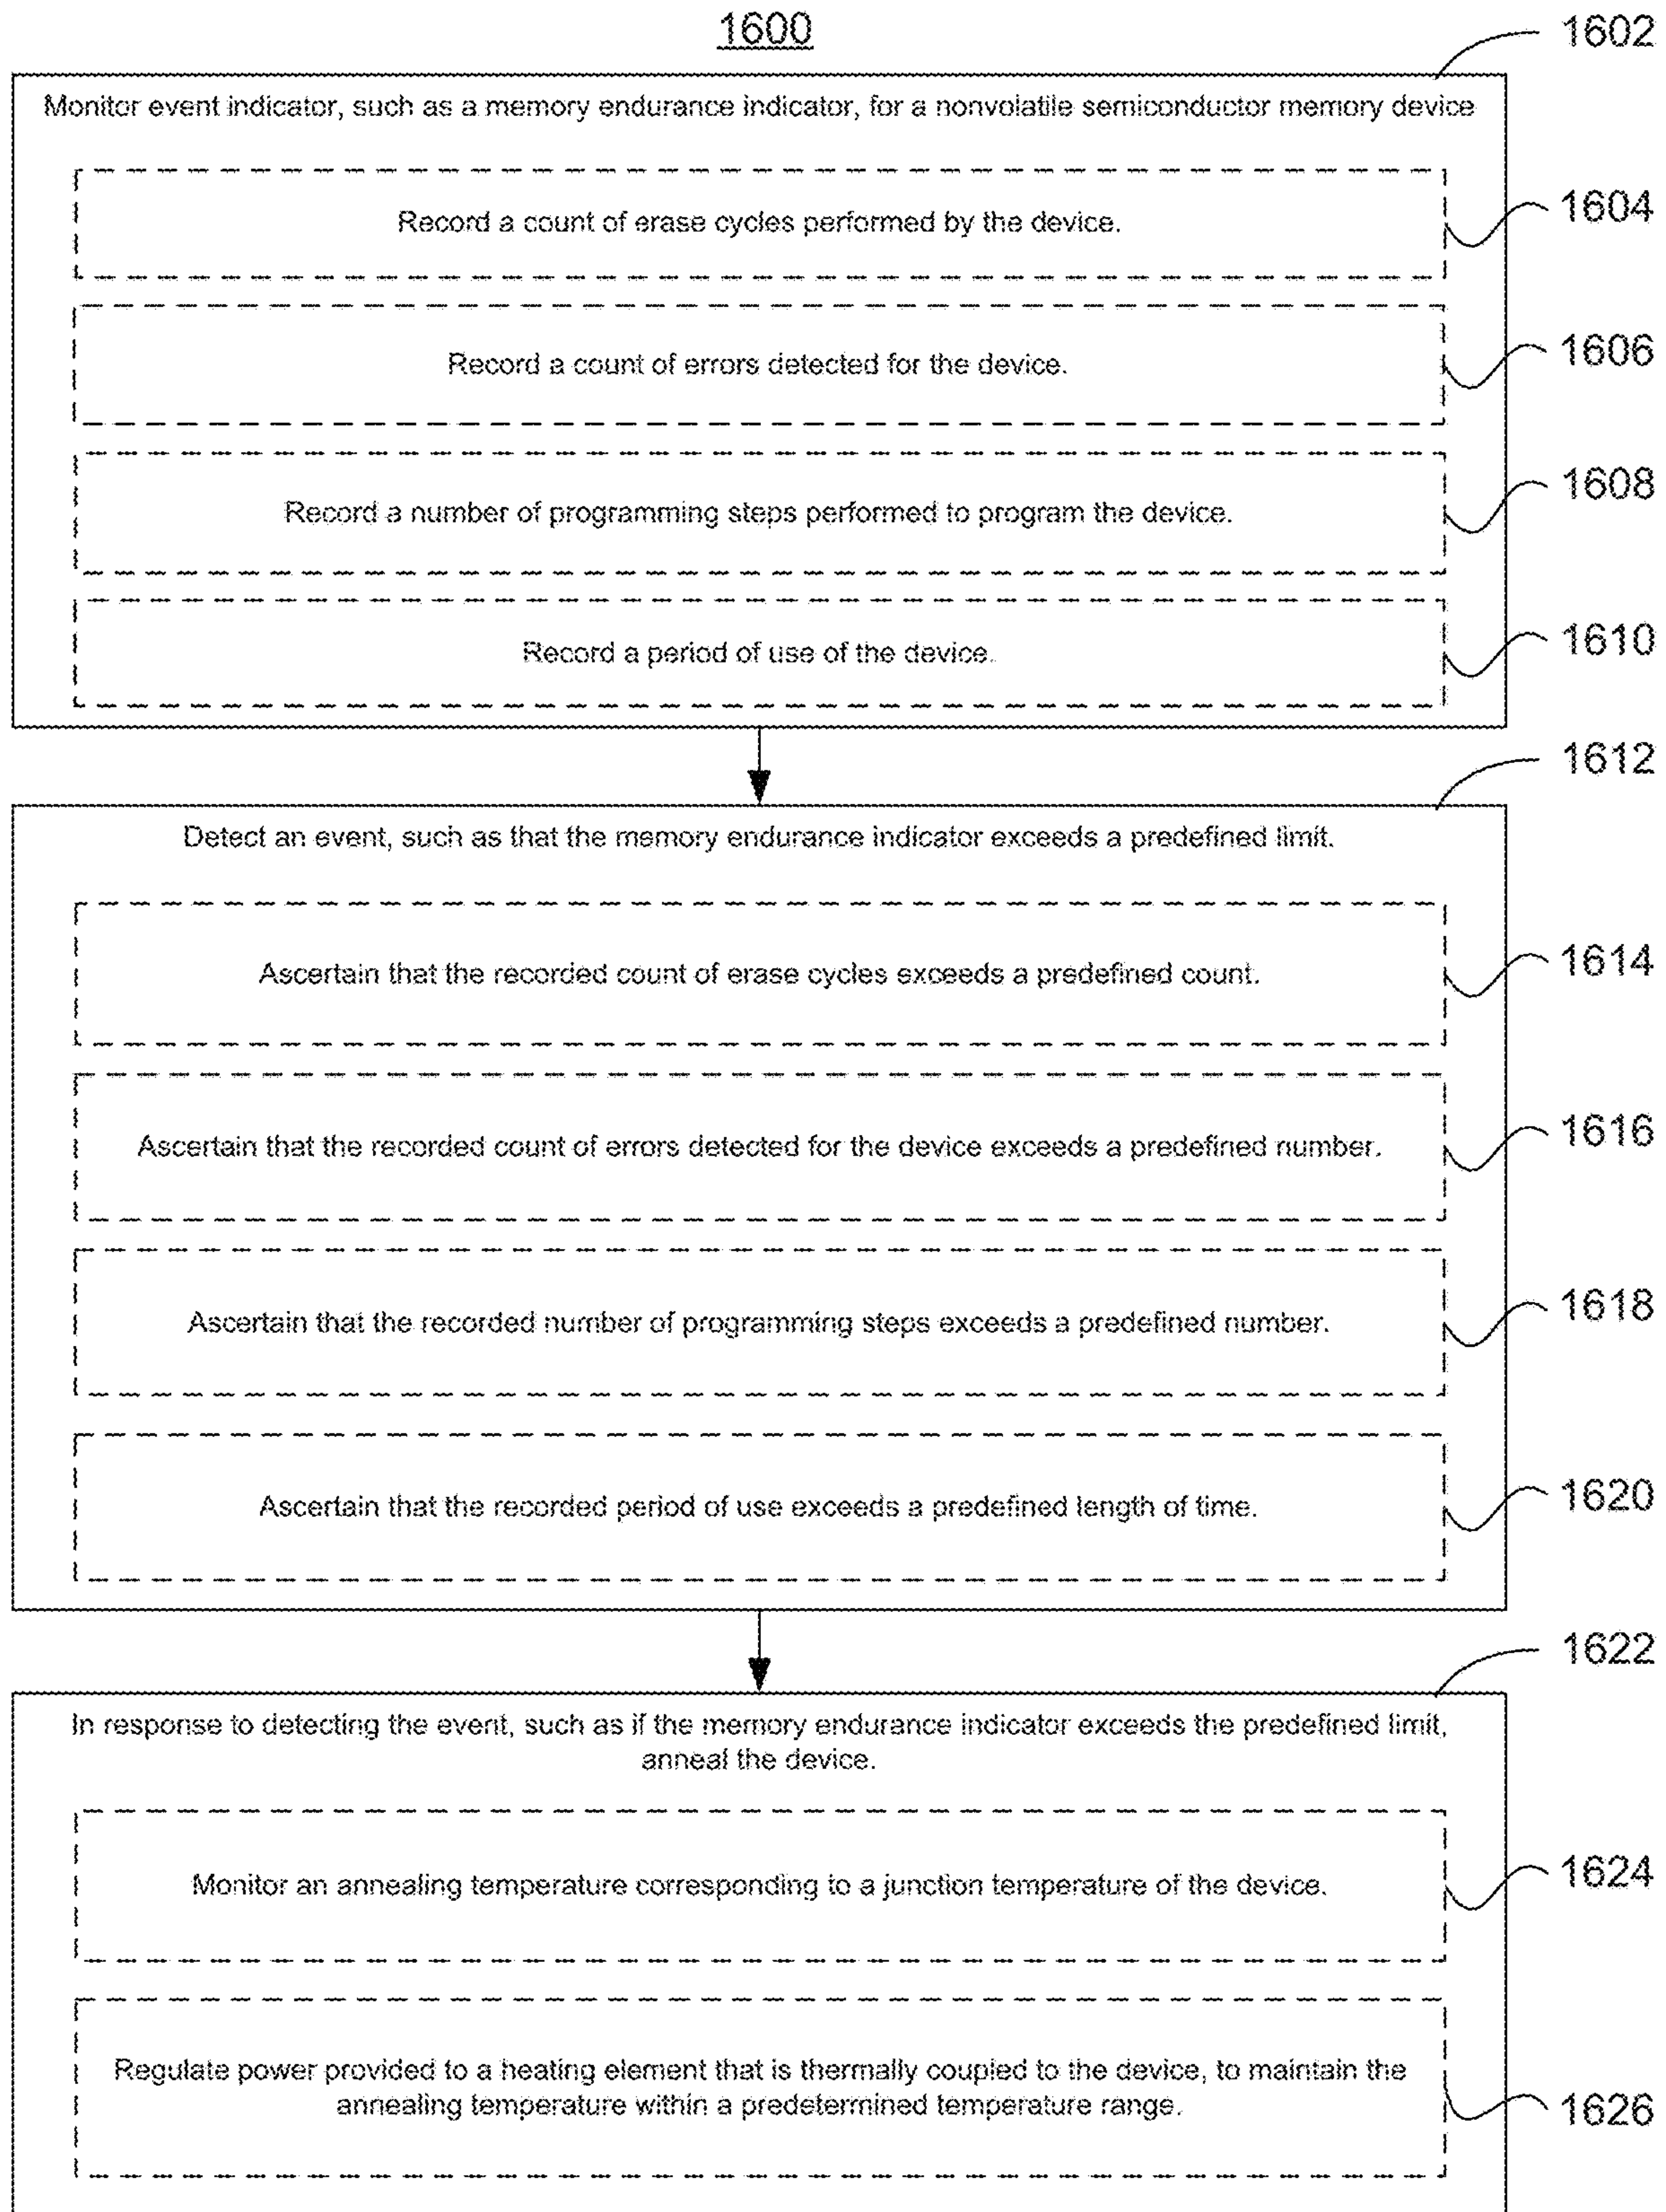 1600
1602
Monitor event indicator, such as a memory endurance indicator, for a nonvolatile semiconductor memory device
Record a count of erase cycles performed by the device.
1604
Record a count of errors detected for the device.
1606
Record a number of programming steps performed to program the device.
1608
Record a period of use of the device.
1610
1612
Detect an event, such as that the memory endurance indicator exceeds a predefined limit.
Ascertain that the recorded count of erase cycles exceeds a predefined count.
1614
Ascertain that the recorded count of errors detected for the device exceeds a predefined number.
1616
Ascertain that the recorded number of programming steps exceeds a predefined number.
1618
Ascertain that the recorded period of use exceeds a predefined length of time.
1620
1622
In response to detecting the event, such as if the memory endurance indicator exceeds the predefined limit,
anneal the device.
Monitor an annealing temperature corresponding to a junction temperature of the device.
1624
Regulate power provided to a heating element that is thermally coupled to the device, to maintain the
annealing temperature within a predetermined temperature range.
1626